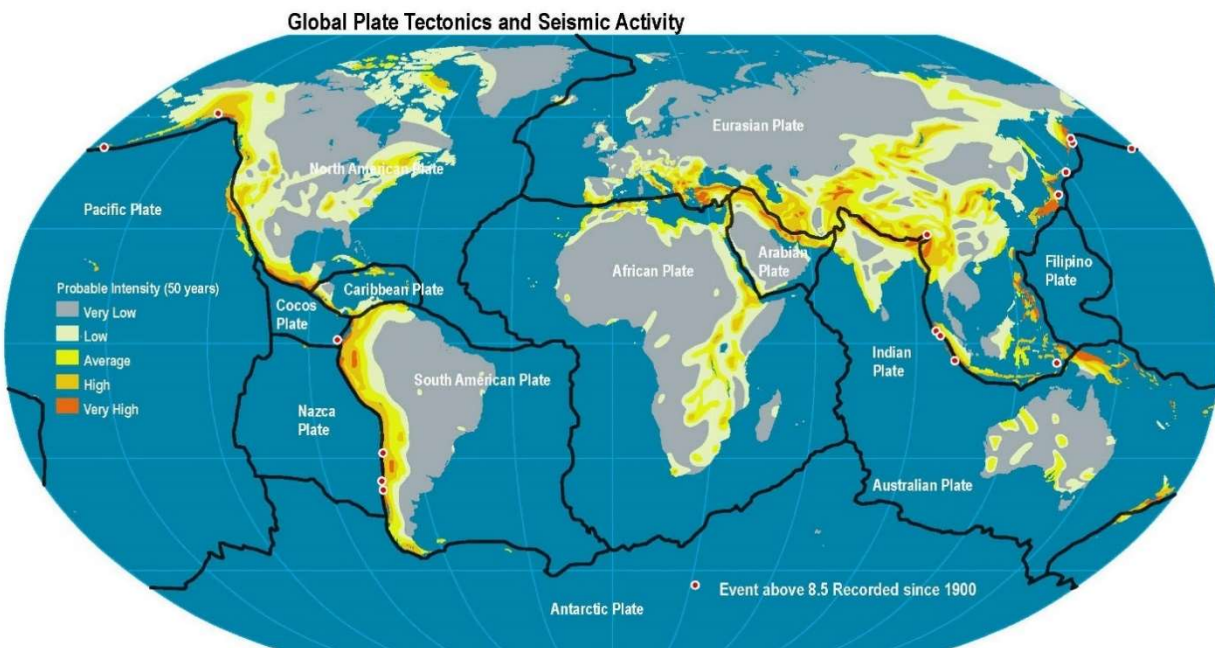 Global Plate Tectonics and Seismic Activity
Eurasian Plate
North American Plate
Pacific Plate
African Plate
Arabian
Plate
Filipino
Plate
Probable Intensity (50 years)
Very Low
Low
Average
High
Very High
Caribbean Plate
Cocos
Plate
Indian
Plate
South American Plate
Nazca
Plate
Australian Plate
Event above 8.5 Recorded since 1900
Antarctic Plate